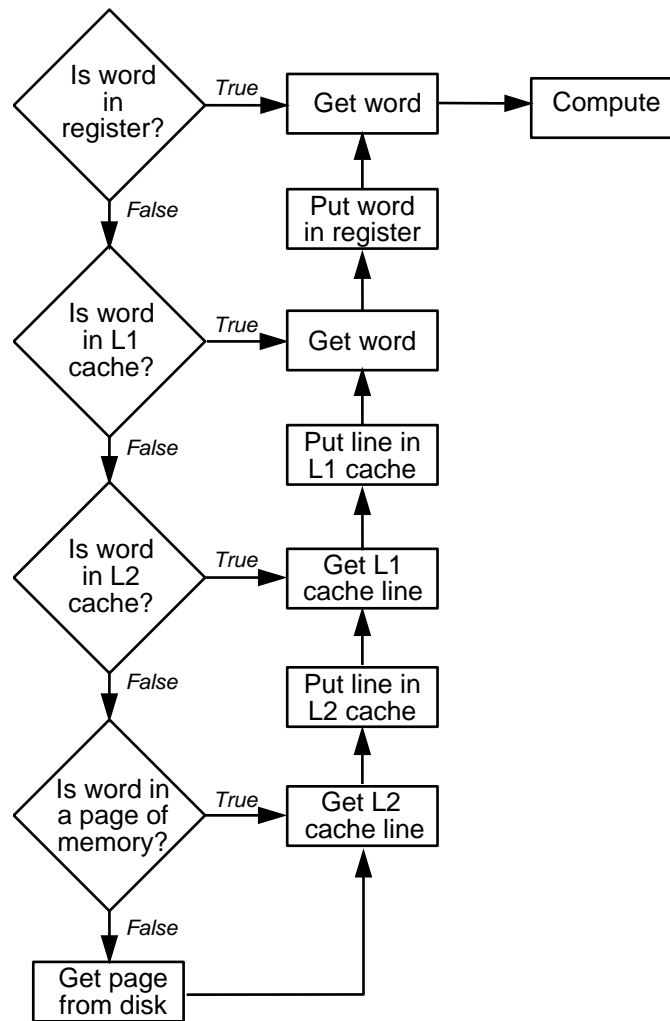 Is word
in
register?
True
Get word
Compute
False
Put word
in register
Is word
in L1
cache?
True
Get word
False
Put line in
L1 cache
Is word
in L2
cache?
True
Get L1
cache line
False
Put line in
L2 cache
Is word in
a page of
memory?
True
Get L2
cache line
False
Get page
from disk